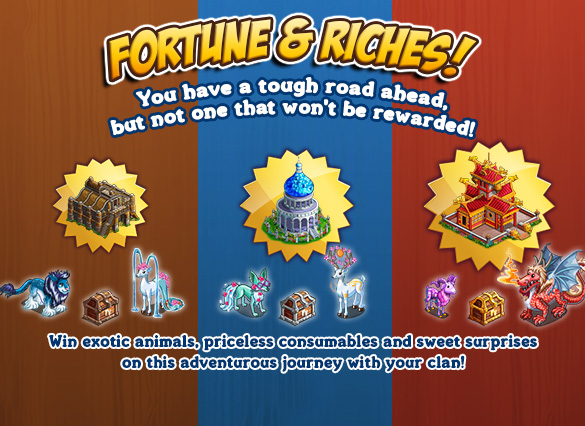 FORTUNE & RICHES!
You have a tough road ahead,
but not one that won't be rewarded!
Win exotic animals, priceless consumables and sweet surprises
on this adventurous journey with your clan!